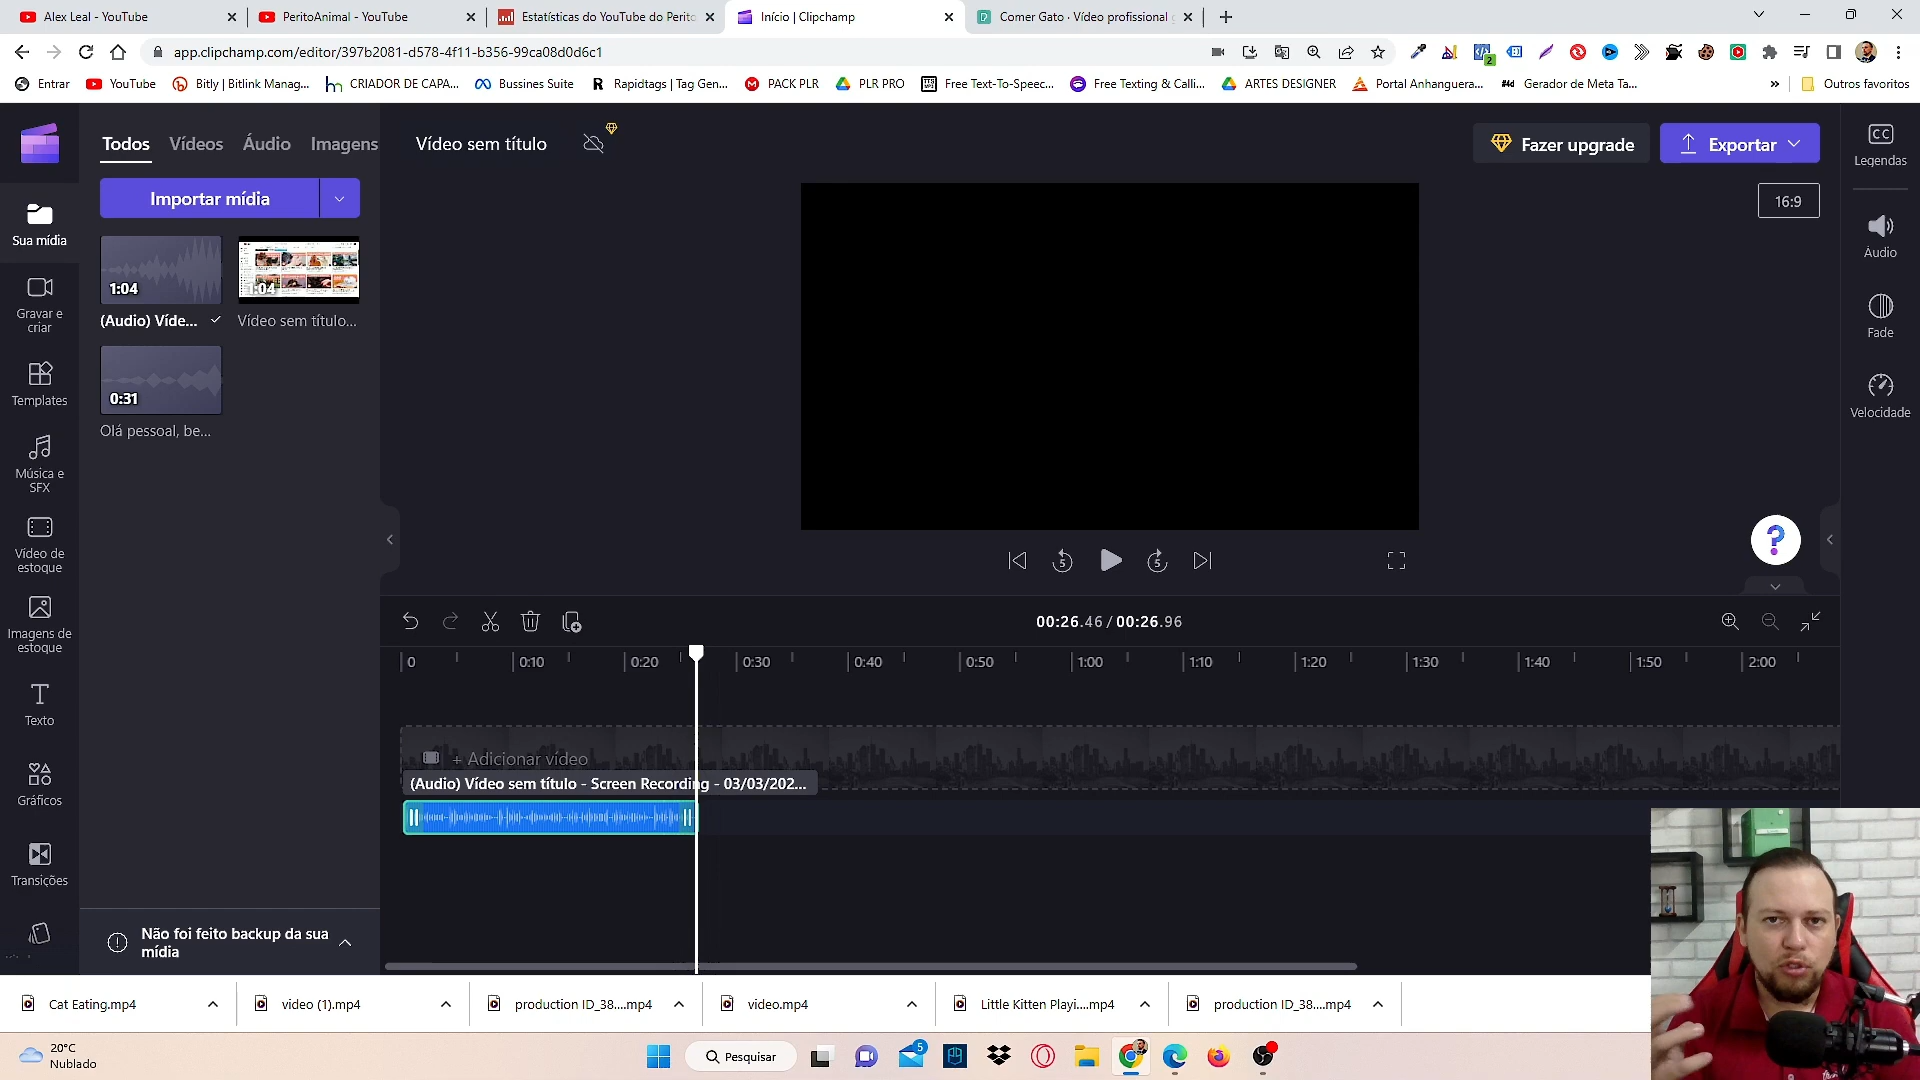 Alex Leal - YouTube
PeritoAnimal - YouTube
Estatísticas do YouTube do Perito
Início | Clipchamp
Comer Gato · Vídeo profissional
app.clipchamp.com/editor/397b2081-d578-4f11-b356-99ca08d0d6c1
2
Entrar
YouTube
Bitly | Bitlink Manag...
CRIADOR DE CAPA...
Bussines Suite
Rapidtags | Tag Gen...
PACK PLR
PLR PRO
Free Text-To-Speec...
Free Texting & Calli...
ARTES DESIGNER
Portal Anhanguera...
Gerador de Meta Ta...
»
Outros favoritos
Todos
Vídeos
Áudio
Imagens
Vídeo sem título
Fazer upgrade
Exportar
CC
Legendas
Importar mídia
16:9
Sua mídia
1:04
1:04
(Audio) Víde...
Vídeo sem título...
Áudio
Gravar e
criar
Fade
0:31
Olá pessoal, be...
Templates
Velocidade
Música e
SFX
Vídeo de
estoque
?
5
5
Imagens de
estoque
00:26.46 / 00:26.96
0
0:10
0:20
0:30
0:40
0:50
1:00
1:10
1:20
1:30
1:40
1:50
2:00
Texto
+ Adicionar vídeo
(Audio) Vídeo sem título - Screen Recording - 03/03/202...
Gráficos
Transições
Não foi feito backup da sua
mídia
Cat Eating.mp4
video (1).mp4
production ID_38....mp4
video.mp4
Little Kitten Playi....mp4
production ID_38....mp4
20°C
Nublado
Pesquisar
5